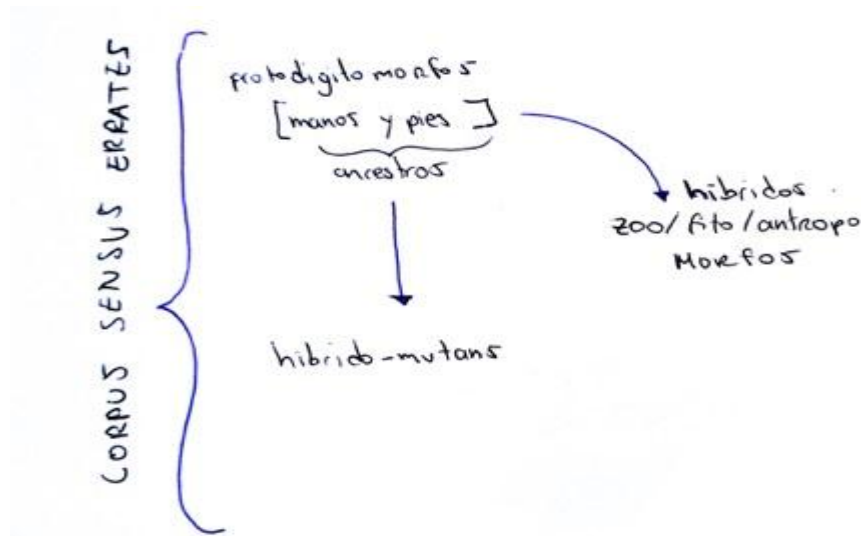 CORPUS SENSUS ERRATES
protodigitomorfos
[manos y pies]
ancestros
híbridos
zoo/fito/antropo
MORFOS
híbrido-mutans